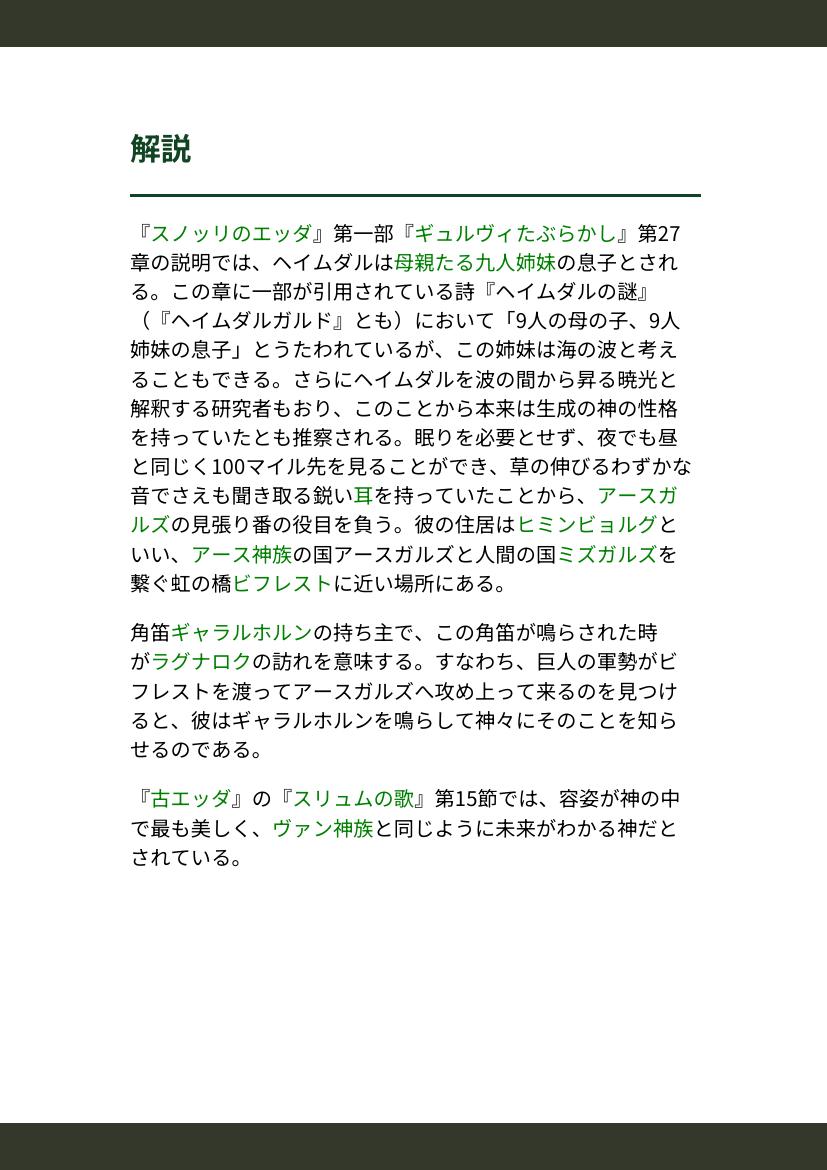 解説
『スノッリのエッダ』第一部『ギュルヴィたぶらかし』第27
章の説明では、ヘイムダルは母親たる九人姉妹の息子とされ
る。この章に一部が引用されている詩『ヘイムダルの謎』
（『ヘイムダルガルド』とも）において「9人の母の子、9人
姉妹の息子」とうたわれているが、この姉妹は海の波と考え
ることもできる。さらにヘイムダルを波の間から昇る暁光と
解釈する研究者もおり、このことから本来は生成の神の性格
を持っていたとも推察される。眠りを必要とせず、夜でも昼
と同じく100マイル先を見ることができ、草の伸びるわずかな
音でさえも聞き取る鋭い耳を持っていたことから、アースガ
ルズの見張り番の役目を負う。彼の住居はヒミンビョルグと
いい、アース神族の国アースガルズと人間の国ミズガルズを
繋ぐ虹の橋ビフレストに近い場所にある。
角笛ギャラルホルンの持ち主で、この角笛が鳴らされた時
がラグナロクの訪れを意味する。すなわち、巨人の軍勢がビ
フレストを渡ってアースガルズへ攻め上って来るのを見つけ
ると、彼はギャラルホルンを鳴らして神々にそのことを知ら
せるのである。
『古エッダ』の『スリュムの歌』第15節では、容姿が神の中
で最も美しく、ヴァン神族と同じように未来がわかる神だと
されている。